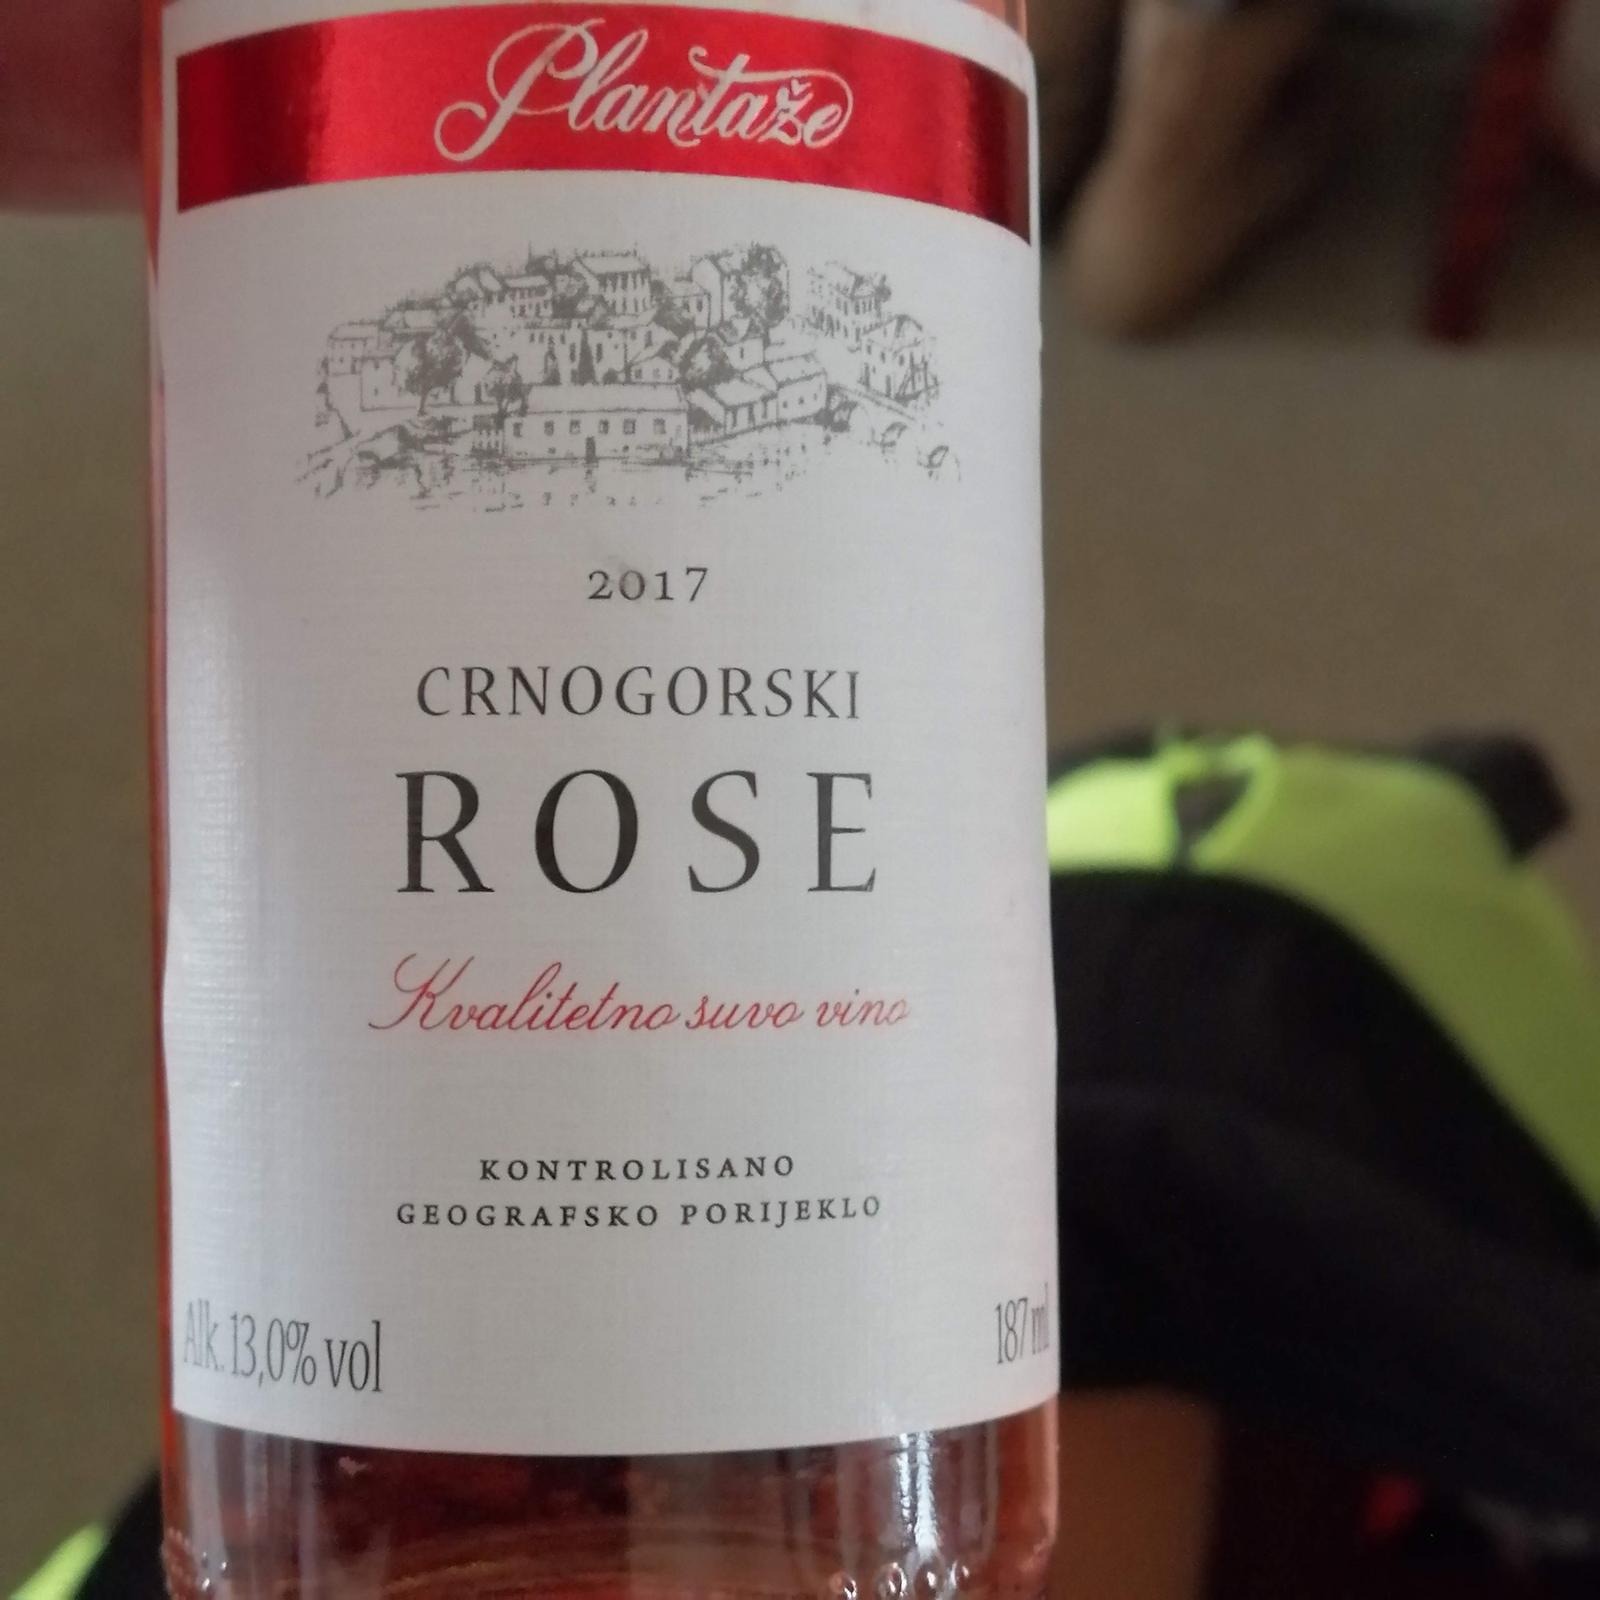 Plantaže
2017
CRNOGORSKI
ROSE
Kvalitetno suvo vino
KONTROLISANO
GEOGRAFSKO PORIJEKLO
Alk. 13,0% vol
187 ml